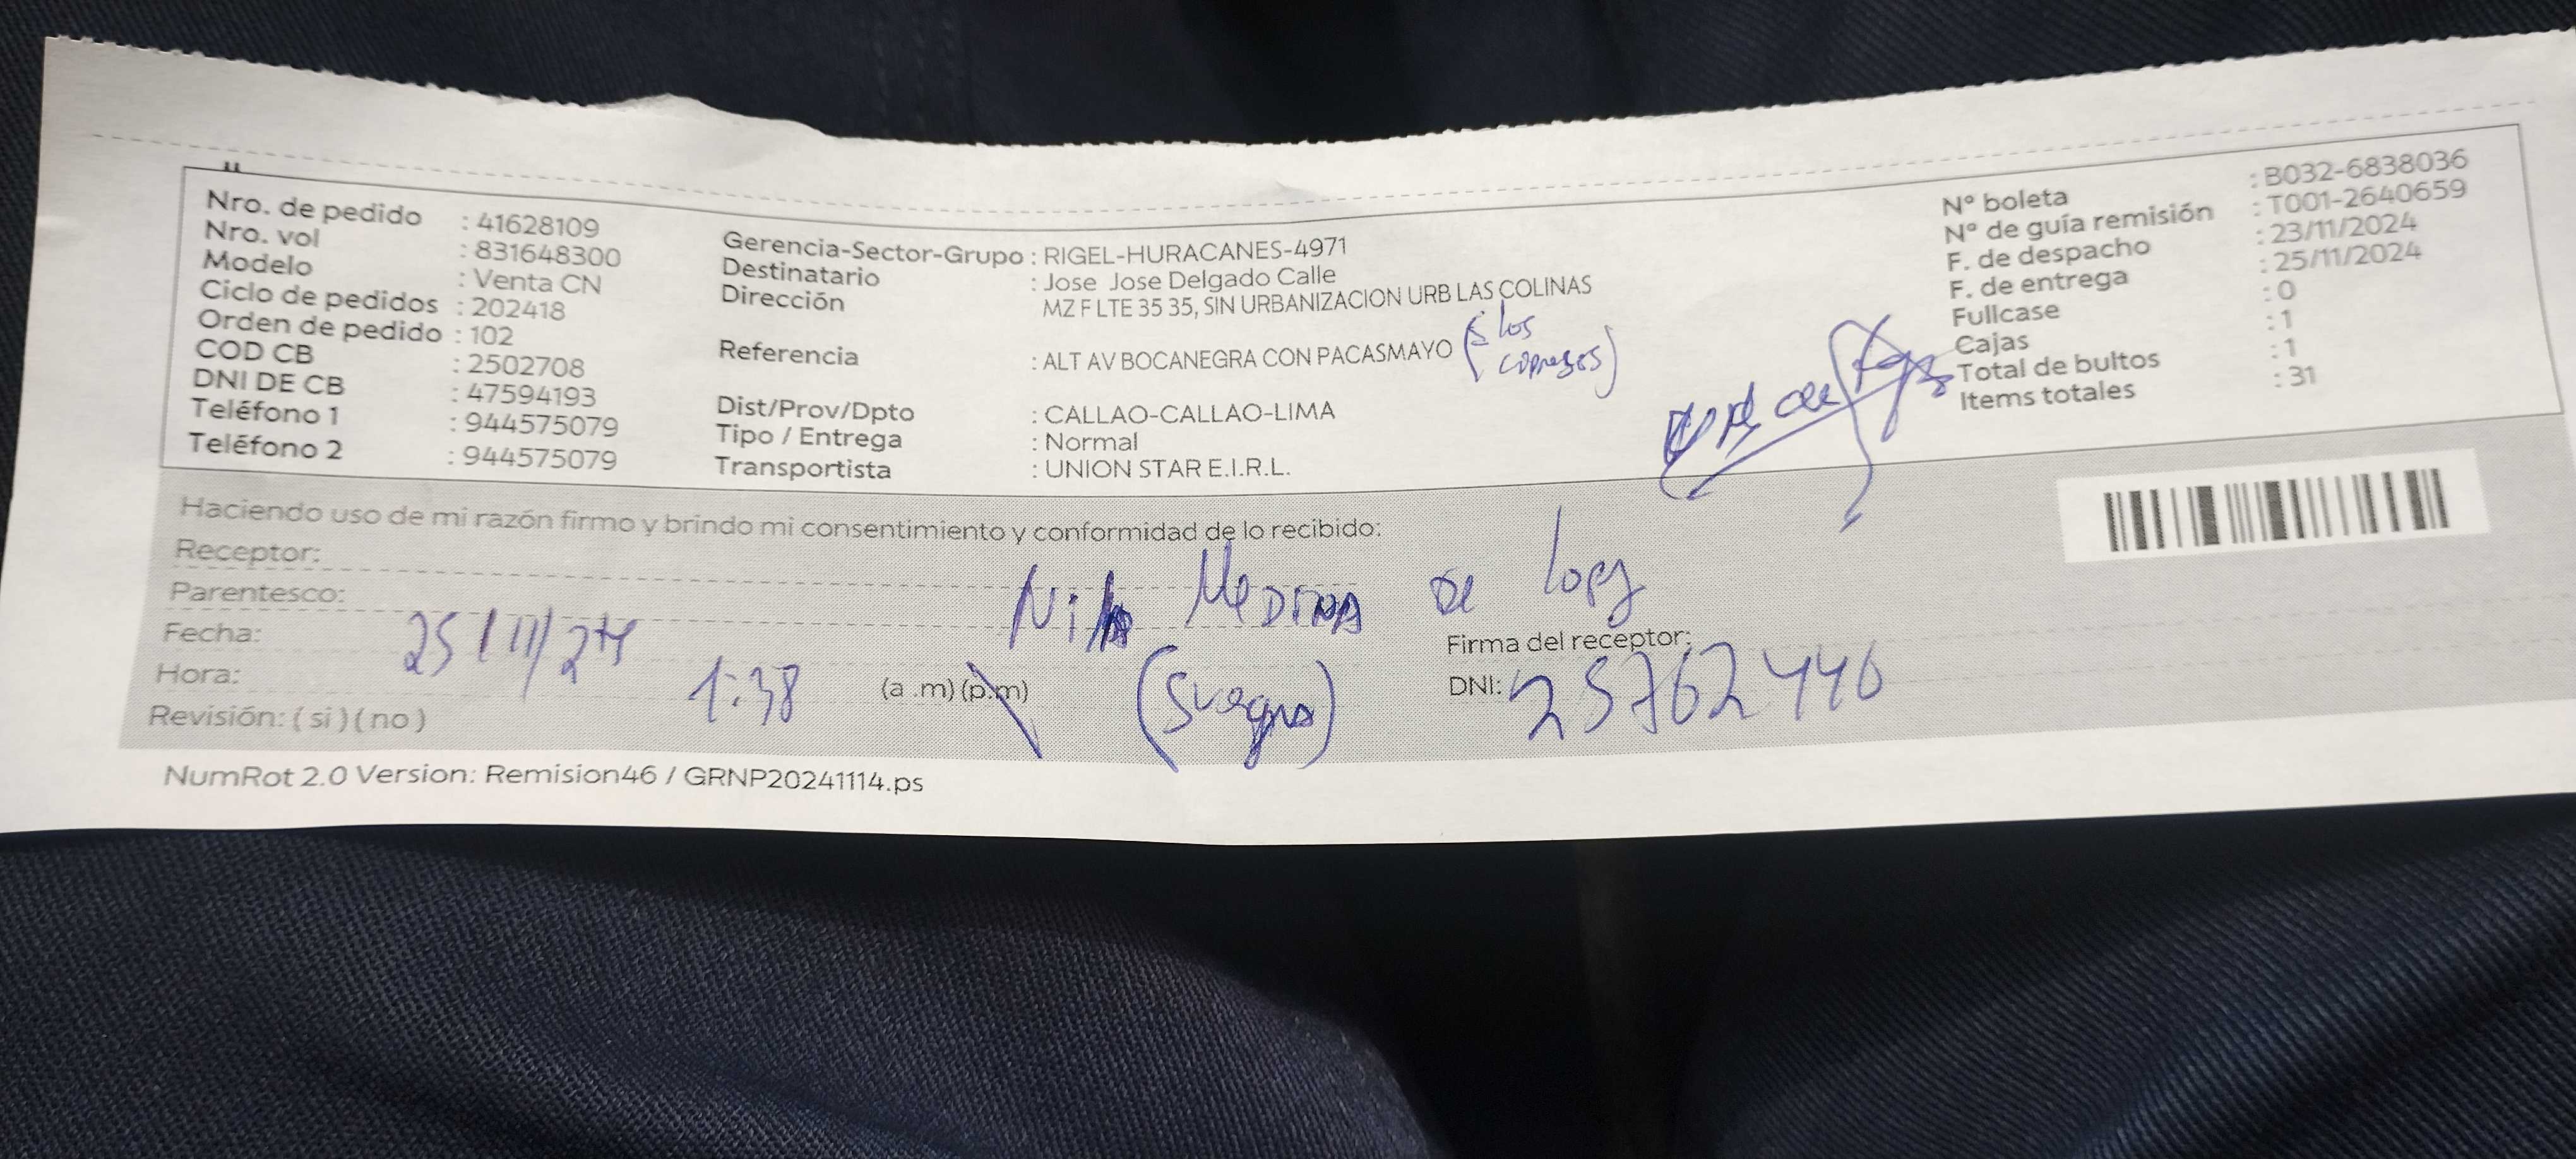 Nro. de pedido : 41628109
Nro. vol : 831648300
Modelo : Venta CN
Ciclo de pedidos : 202418
Orden de pedido : 102
COD CB : 2502708
DNI DE CB : 47594193
Teléfono 1 : 944575079
Teléfono 2 : 944575079
Gerencia-Sector-Grupo : RIGEL-HURACANES-4971
Destinatario : Jose Jose Delgado Calle
Dirección : MZ F LTE 35 35, SIN URBANIZACION URB LAS COLINAS
Referencia : ALT AV BOCANEGRA CON PACASMAYO
los
Dist/Prov/Dpto : CALLAO-CALLAO-LIMA
Tipo / Entrega : Normal
Transportista : UNION STAR E.I.R.L.
N° boleta : B032-6838036
N° de guía remisión : T001-2640659
F. de despacho : 23/11/2024
F. de entrega : 25/11/2024
Fullcase : 0
Cajas : 1
Total de bultos : 1
Items totales : 31
Haciendo uso de mi razón firmo y brindo mi consentimiento y conformidad de lo recibido:
Receptor:
Nila Medina de Lopez
Parentesco:
(Suegra)
Fecha: 25/11/24
Hora: 1:38 (a .m) (p.m)
Revisión: ( si ) ( no )
Firma del receptor:
DNI: 25762440
NumRot 2.0 Version: Remision46 / GRNP20241114.ps